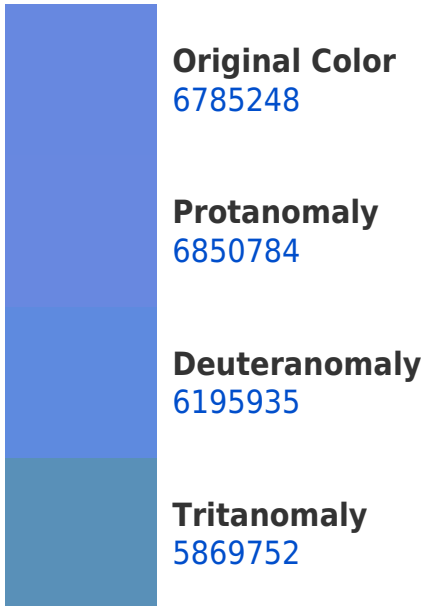 Original Color
6785248
Protanomaly
6850784
Deuteranomaly
6195935
Tritanomaly
5869752